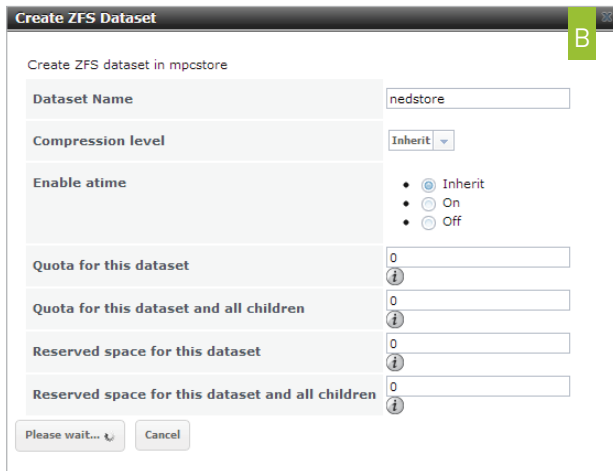 Create ZFS Dataset
B
Create ZFS dataset in mpcstore
Dataset Name nedstore
Compression level Inherit
Enable atime Inherit
On
Off
Quota for this dataset 0
i
Quota for this dataset and all children 0
i
Reserved space for this dataset 0
i
Reserved space for this dataset and all children 0
i
Please wait... Cancel